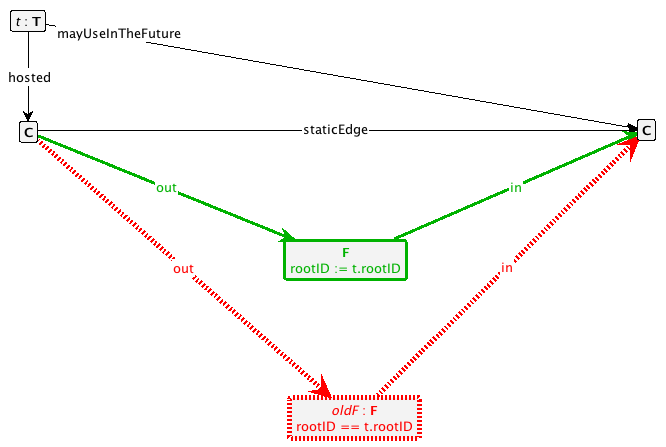 t : T
mayUseInTheFuture
hosted
C
staticEdge
C
out
in
F
rootID := t.rootID
out
in
oldF : F
rootID == t.rootID